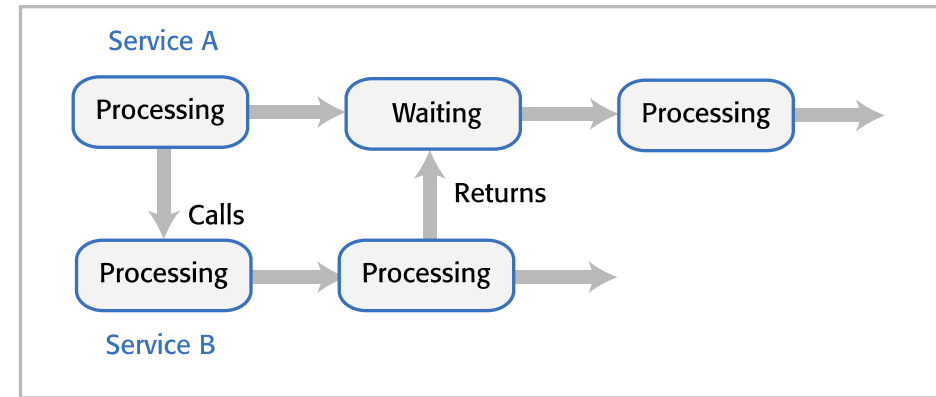 Service A
Processing
Waiting
Processing
Returns
Calls
Processing
Processing
Service B